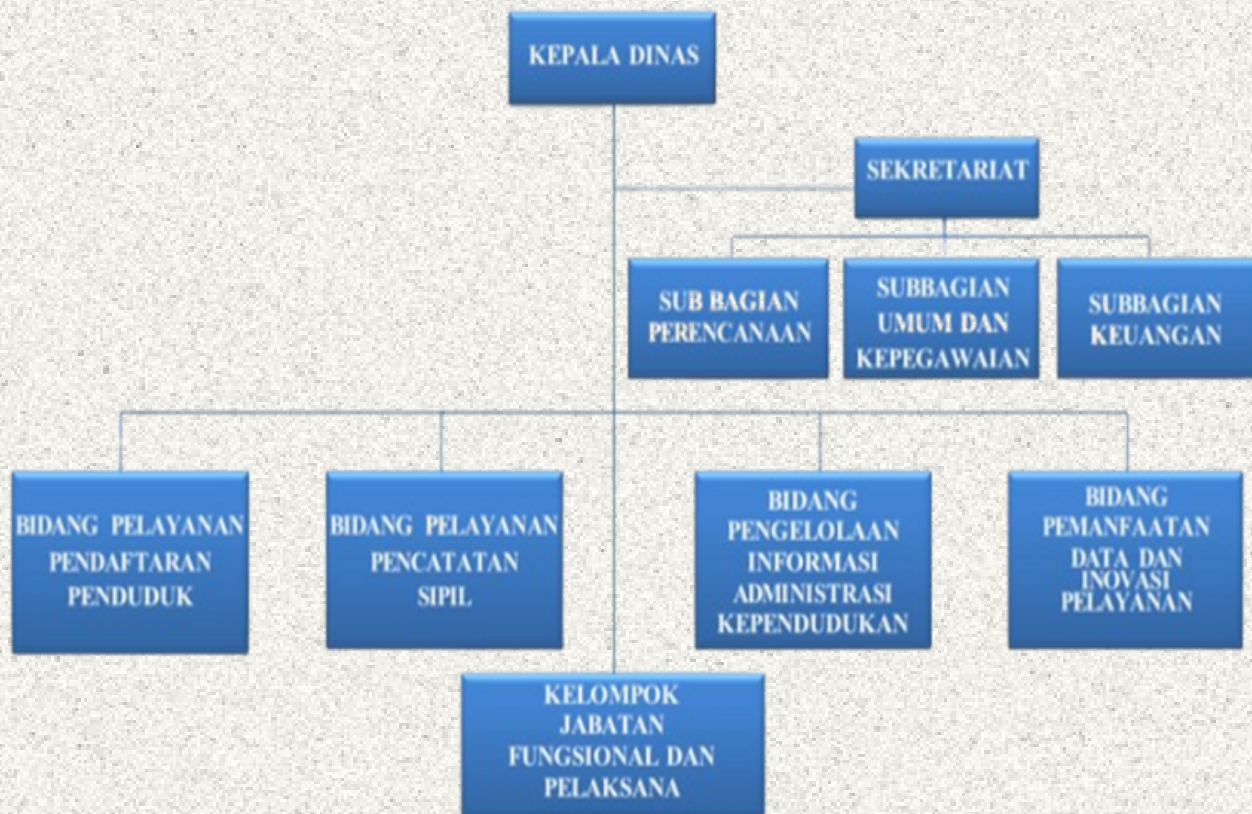 KEPALA DINAS
SEKRETARIAT
SUB BAGIAN
PERENCANAAN
SUBBAGIAN
UMUM DAN
KEPEGAWAIAN
SUBBAGIAN
KEUANGAN
BIDANG PELAYANAN
PENDAFTARAN
PENDUDUK
BIDANG PELAYANAN
PENCATATAN
SIPIL
BIDANG
PENGELOLAAN
INFORMASI
ADMINISTRASI
KEPENDUDUKAN
BIDANG
PEMANFAATAN
DATA DAN
INOVASI
PELAYANAN
KELOMPOK
JABATAN
FUNGSIONAL DAN
PELAKSANA